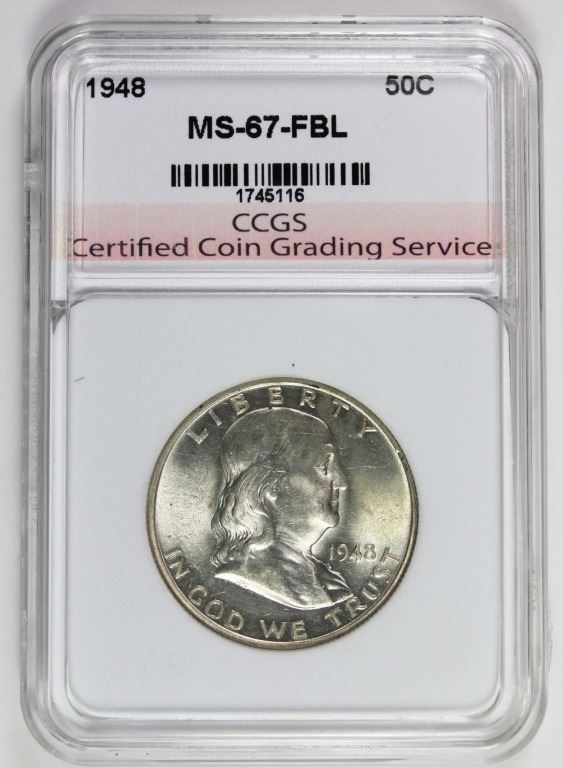 1948 50C
MS-67-FBL
1745116
CCGS
Certified Coin Grading Service
LIBERTY
1948
IN GOD WE TRUST